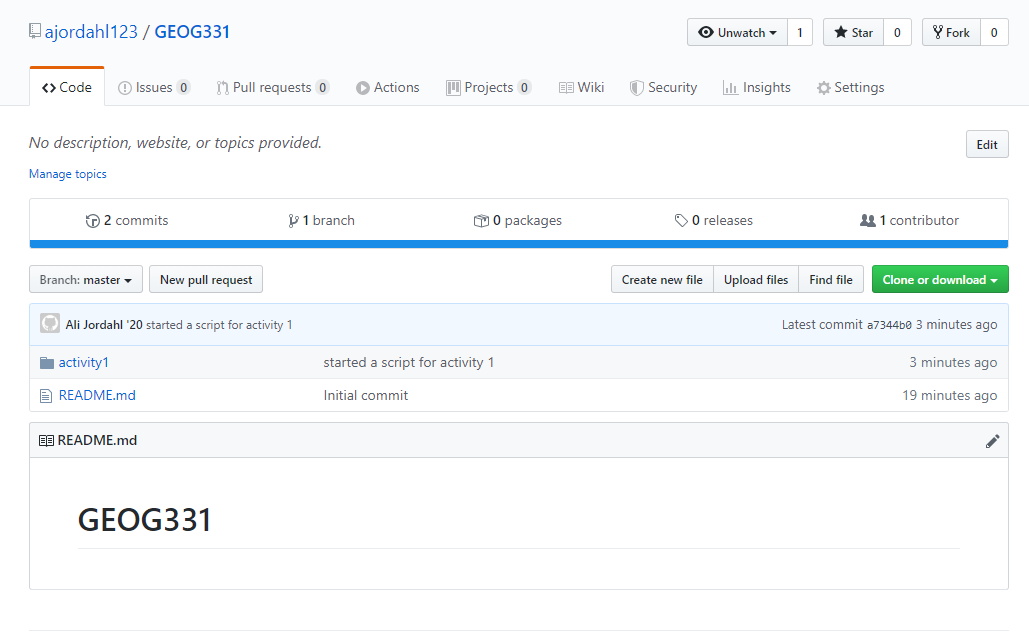 ajordahl123 / GEOG331 Unwatch 1 Star 0 Fork 0
Code Issues 0 Pull requests 0 Actions Projects 0 Wiki Security Insights Settings
No description, website, or topics provided. Edit
Manage topics
2 commits 1 branch 0 packages 0 releases 1 contributor
Branch: master New pull request Create new file Upload files Find file Clone or download
Ali Jordahl '20 started a script for activity 1 Latest commit a7344b0 3 minutes ago
activity1 started a script for activity 1 3 minutes ago
README.md Initial commit 19 minutes ago
README.md
GEOG331